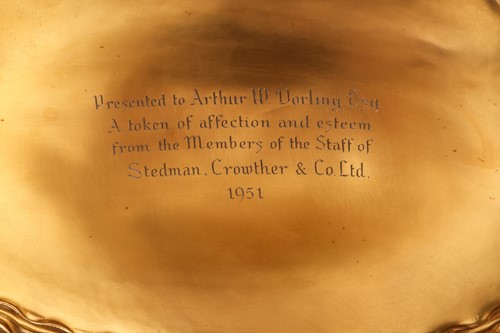 Presented to Arthur W. Dorling, Esq
A token of affection and esteem
from the Members of the Staff of
Stedman, Crowther & Co. Ltd.
1951